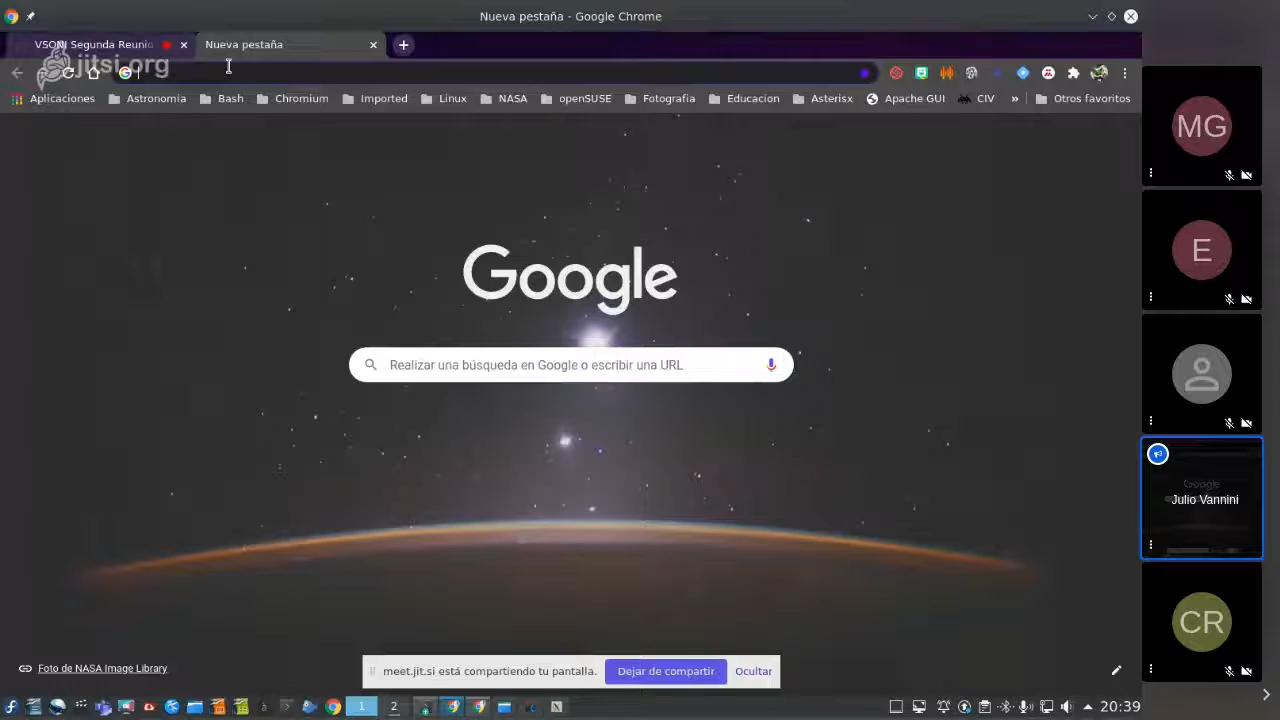 Nueva pestaña - Google Chrome
VSONI Segunda Reunio
Nueva pestaña
jitsi.org
Aplicaciones
Astronomia
Bash
Chromium
Imported
Linux
NASA
openSUSE
Fotografia
Educacion
Asterisx
Apache GUI
CIV
»
Otros favoritos
MG
E
Google
Realizar una búsqueda en Google o escribir una URL
Google
Julio Vannini
CR
Foto de NASA Image Library
meet.jit.si está compartiendo tu pantalla.
Dejar de compartir
Ocultar
1
2
N
20:39